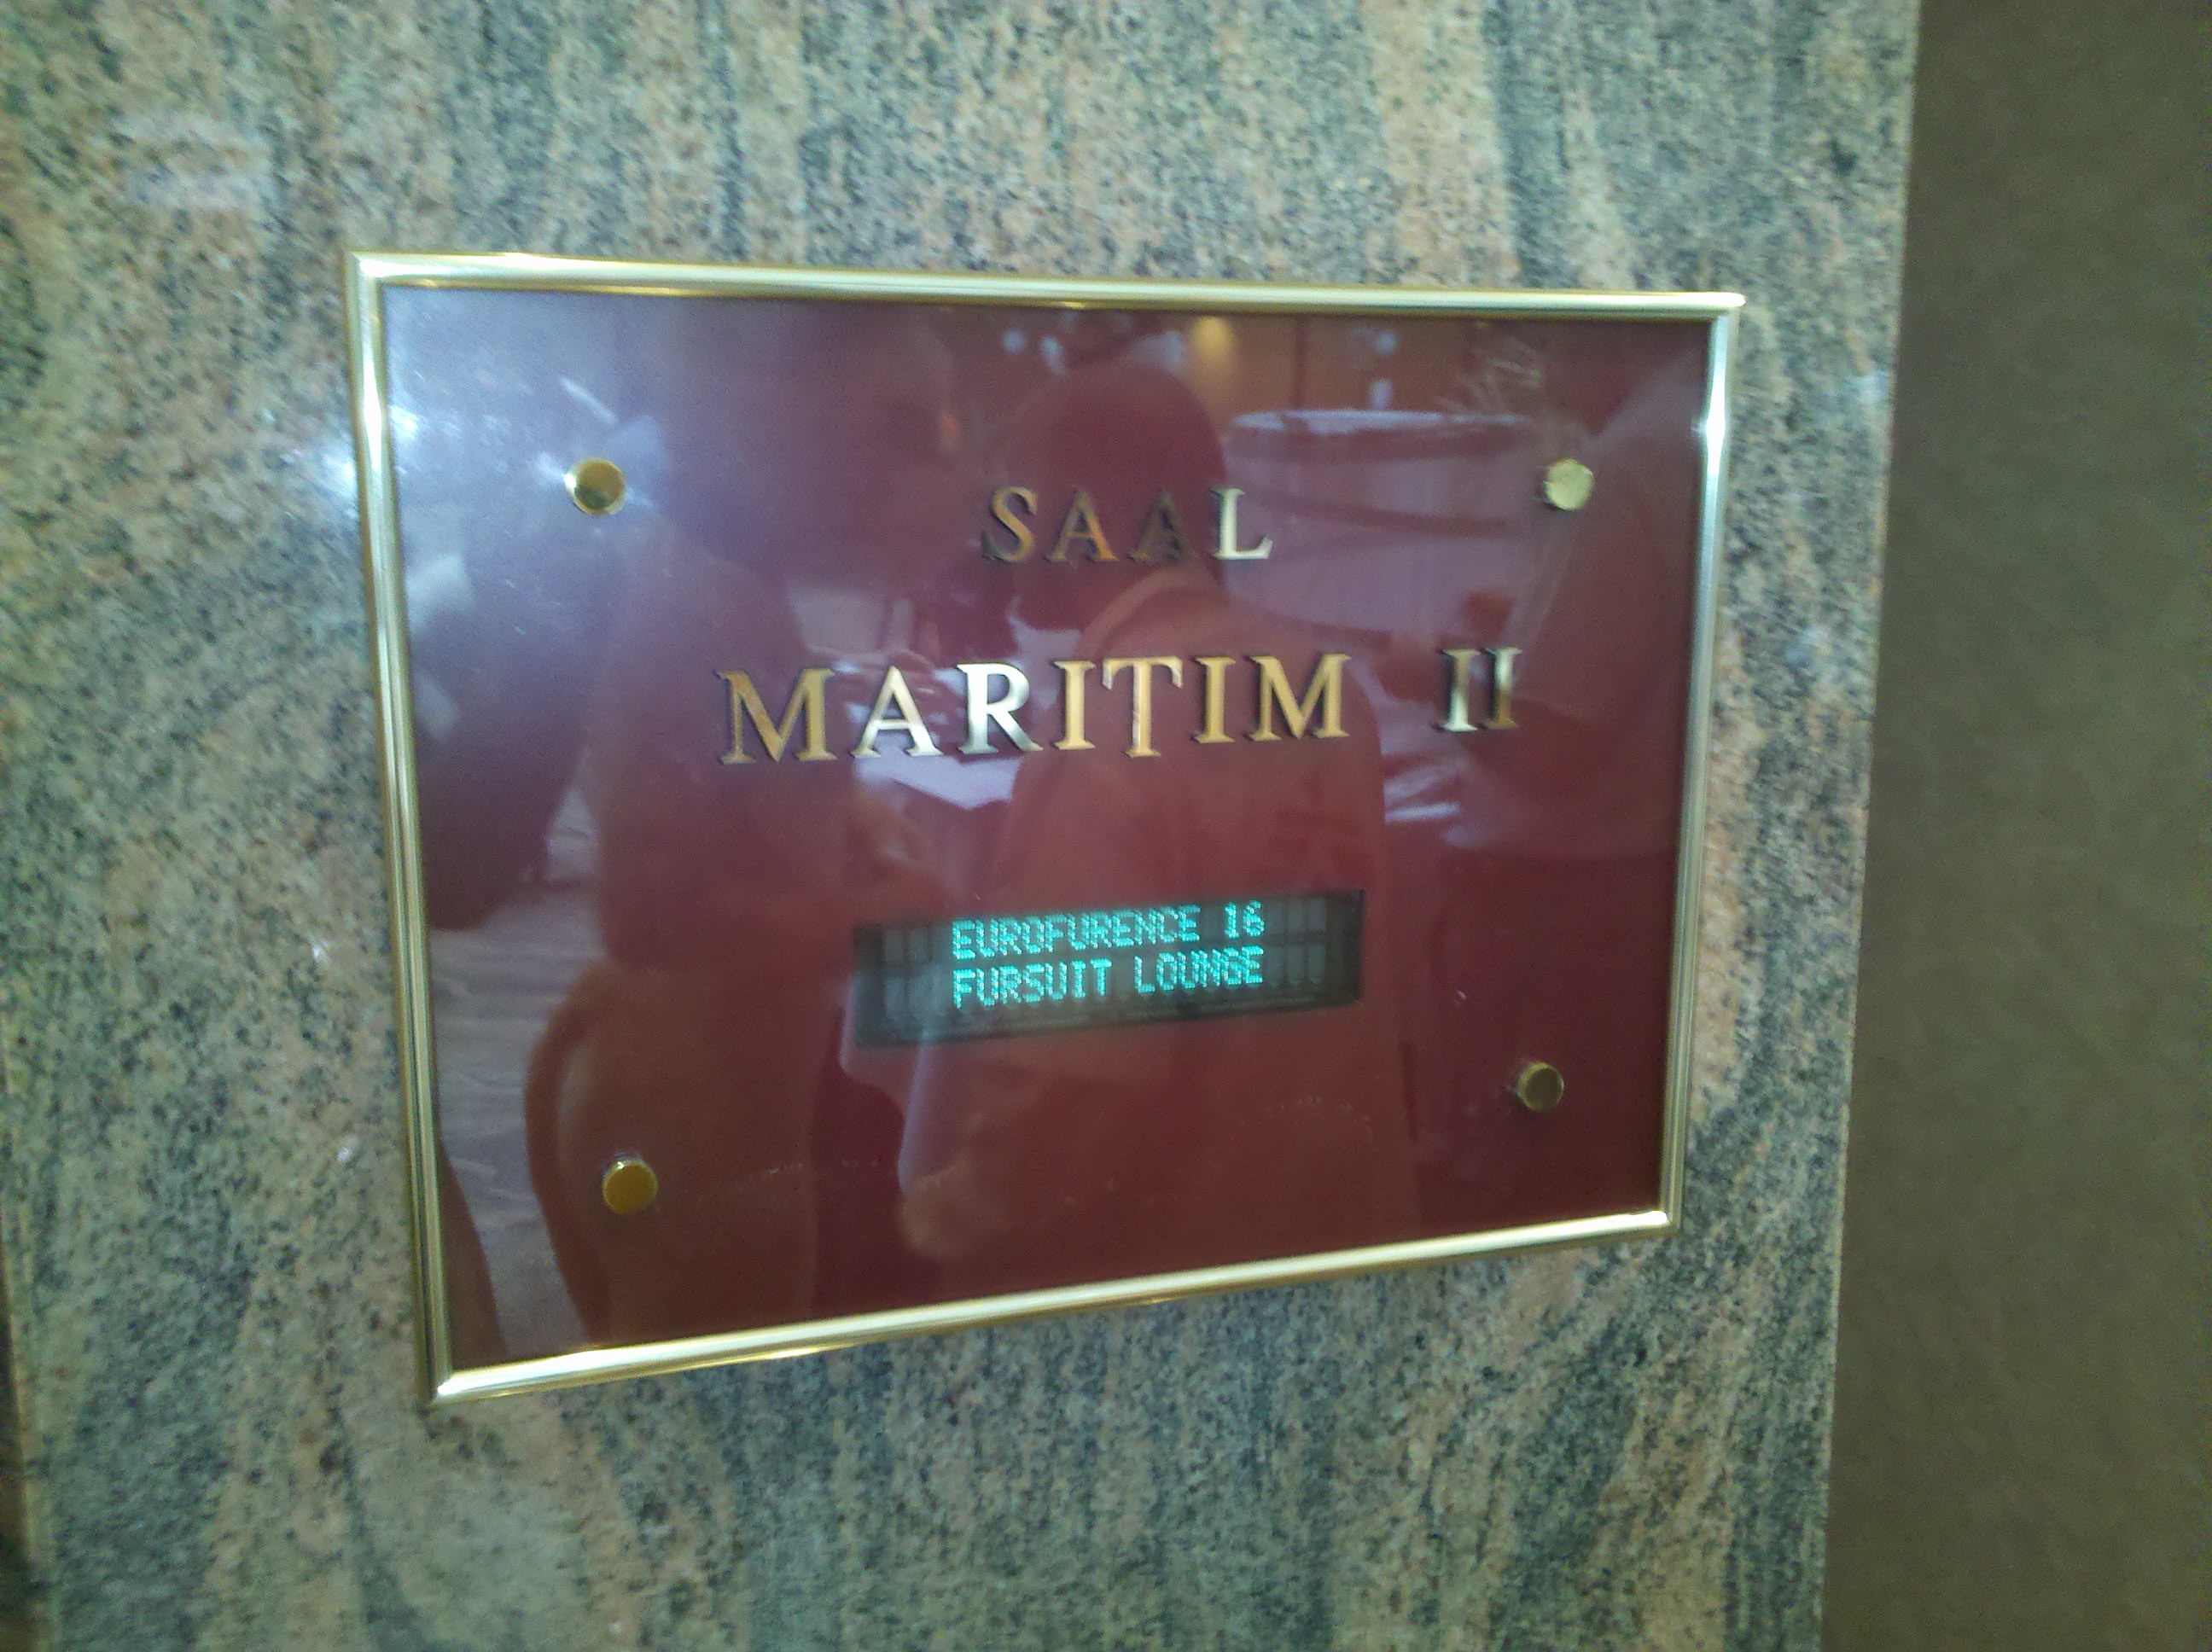 SAAL
MARITIM II
EUROFURENCE 16
FURSUIT LOUNGE